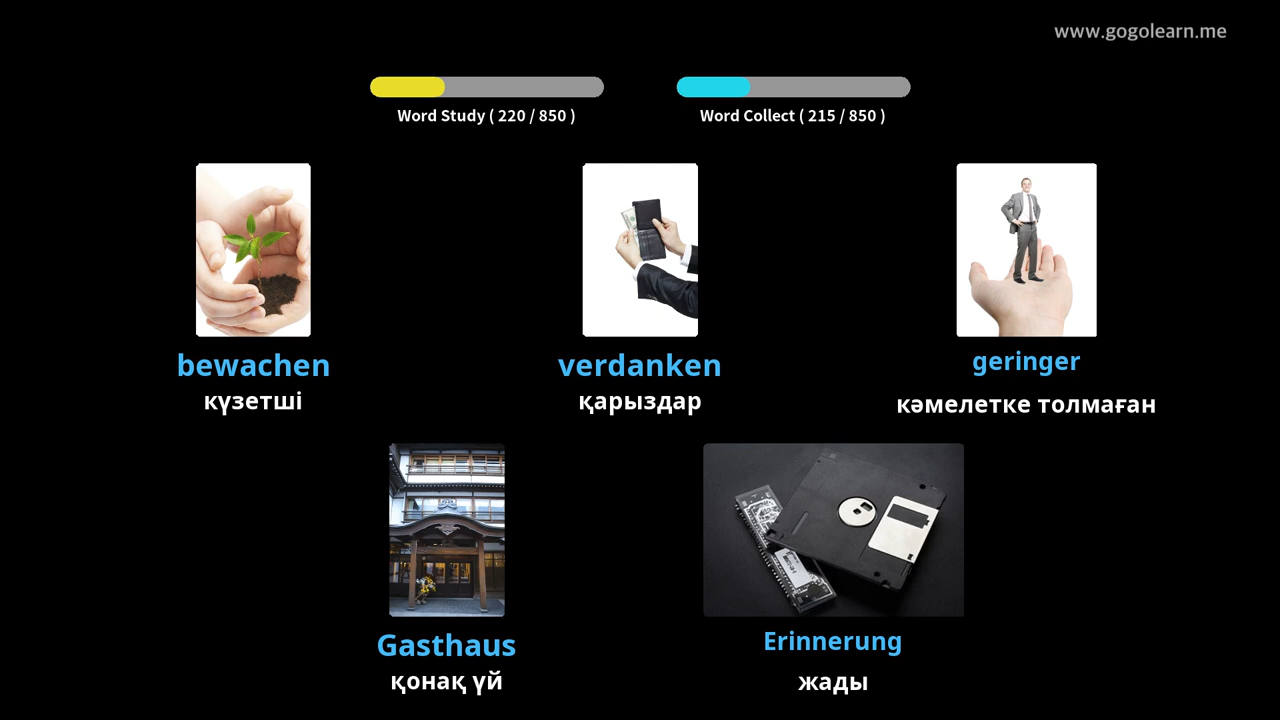 www.gogolearn.me
Word Study ( 220 / 850 )
Word Collect ( 215 / 850 )
bewachen
күзетші
verdanken
қарыздар
geringer
кәмелетке толмаған
Gasthaus
қонақ үй
Erinnerung
жады